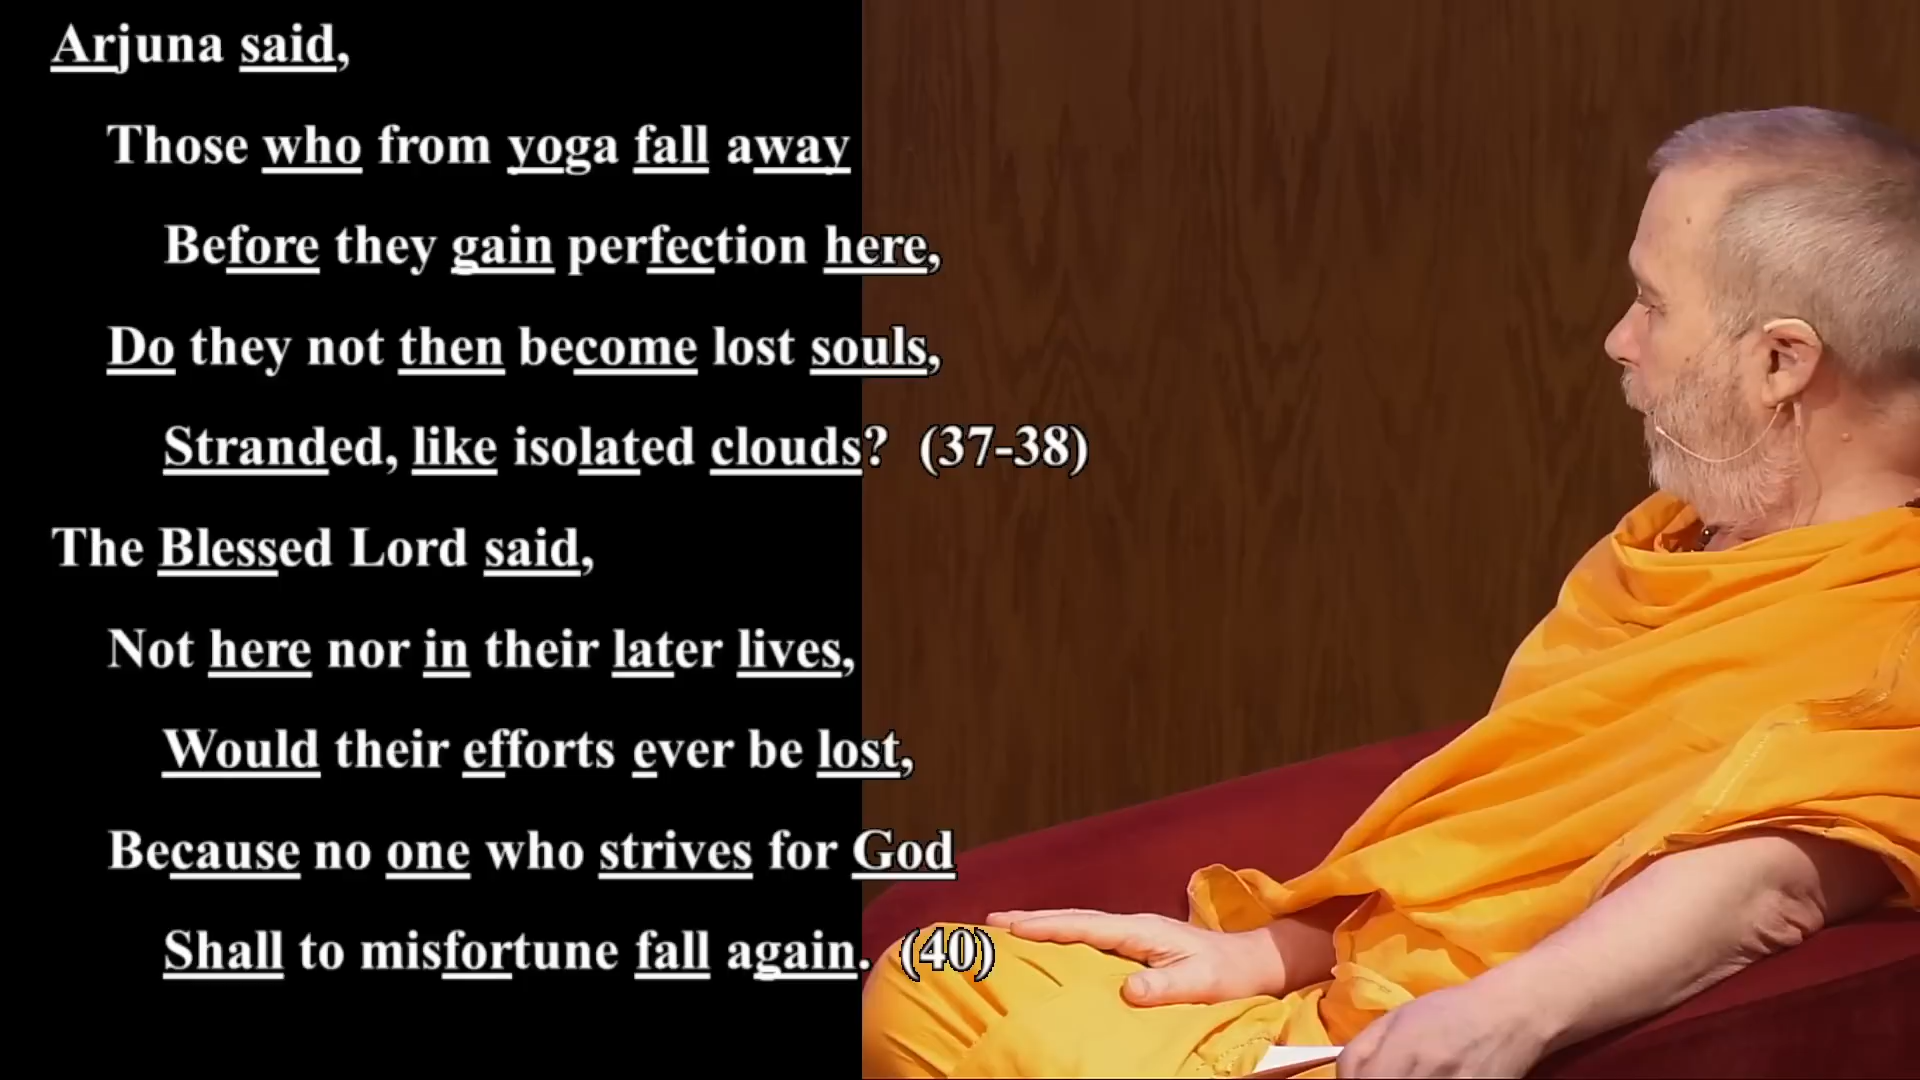 Arjuna said,
Those who from yoga fall away
Before they gain perfection here,
Do they not then become lost souls,
Stranded, like isolated clouds? (37-38)
The Blessed Lord said,
Not here nor in their later lives,
Would their efforts ever be lost,
Because no one who strives for God
Shall to misfortune fall again. (40)